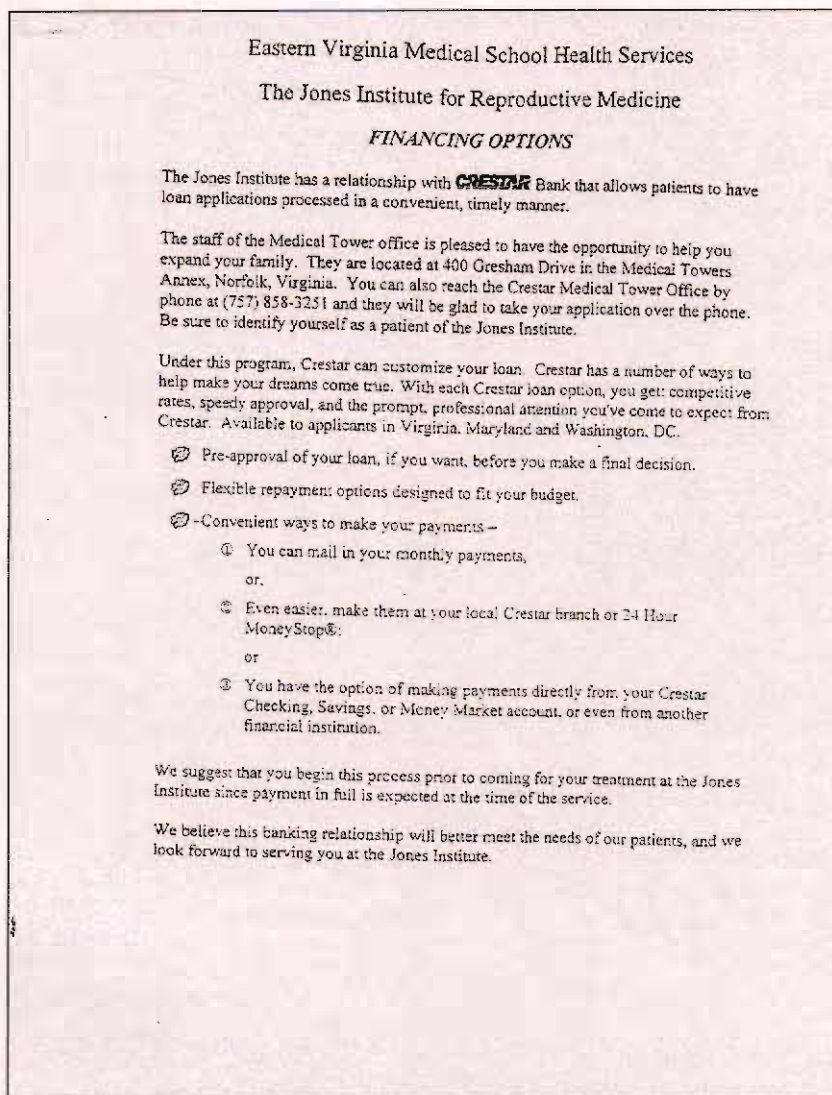 Eastern Virginia Medical School Health Services
The Jones Institute for Reproductive Medicine
FINANCING OPTIONS
The Jones Institute has a relationship with CRESTAR Bank that allows patients to have
loan applications processed in a convenient, timely manner.
The staff of the Medical Tower office is pleased to have the opportunity to help you
expand your family. They are located at 400 Gresham Drive in the Medical Towers
Annex, Norfolk, Virginia. You can also reach the Crestar Medical Tower Office by
phone at (757) 858-3251 and they will be glad to take your application over the phone.
Be sure to identify yourself as a patient of the Jones Institute.
Under this program, Crestar can customize your loan. Crestar has a number of ways to
help make your dreams come true. With each Crestar loan option, you get: competitive
rates, speedy approval, and the prompt, professional attention you've come to expect from
Crestar. Available to applicants in Virginia, Maryland and Washington, DC.
Pre-approval of your loan, if you want, before you make a final decision.
Flexible repayment options designed to fit your budget.
-Convenient ways to make your payments –
① You can mail in your monthly payments,
or,
② Even easier, make them at your local Crestar branch or 24 Hour
MoneyStop®;
or
③ You have the option of making payments directly from your Crestar
Checking, Savings, or Money Market account, or even from another
financial institution.
We suggest that you begin this process prior to coming for your treatment at the Jones
Institute since payment in full is expected at the time of the service.
We believe this banking relationship will better meet the needs of our patients, and we
look forward to serving you at the Jones Institute.